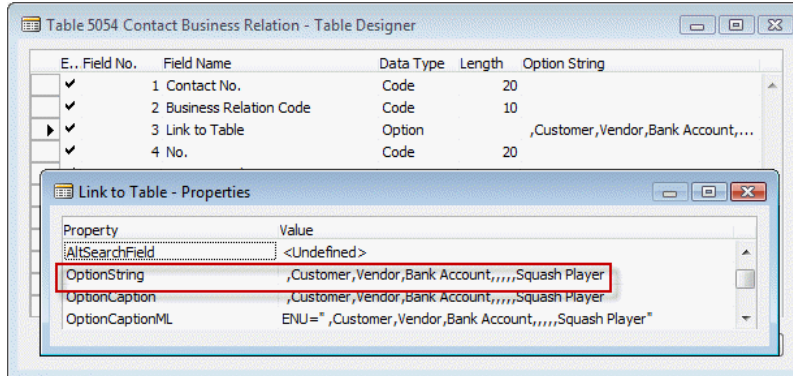 Table 5054 Contact Business Relation - Table Designer
E.. Field No. Field Name Data Type Length Option String
1 Contact No. Code 20
2 Business Relation Code Code 10
3 Link to Table Option ,Customer,Vendor,Bank Account,...
4 No. Code 20
Link to Table - Properties
Property Value
AltSearchField <Undefined>
OptionString ,Customer,Vendor,Bank Account,,,,,Squash Player
OptionCaption ,Customer,Vendor,Bank Account,,,,,Squash Player
OptionCaptionML ENU=" ,Customer,Vendor,Bank Account,,,,,Squash Player"